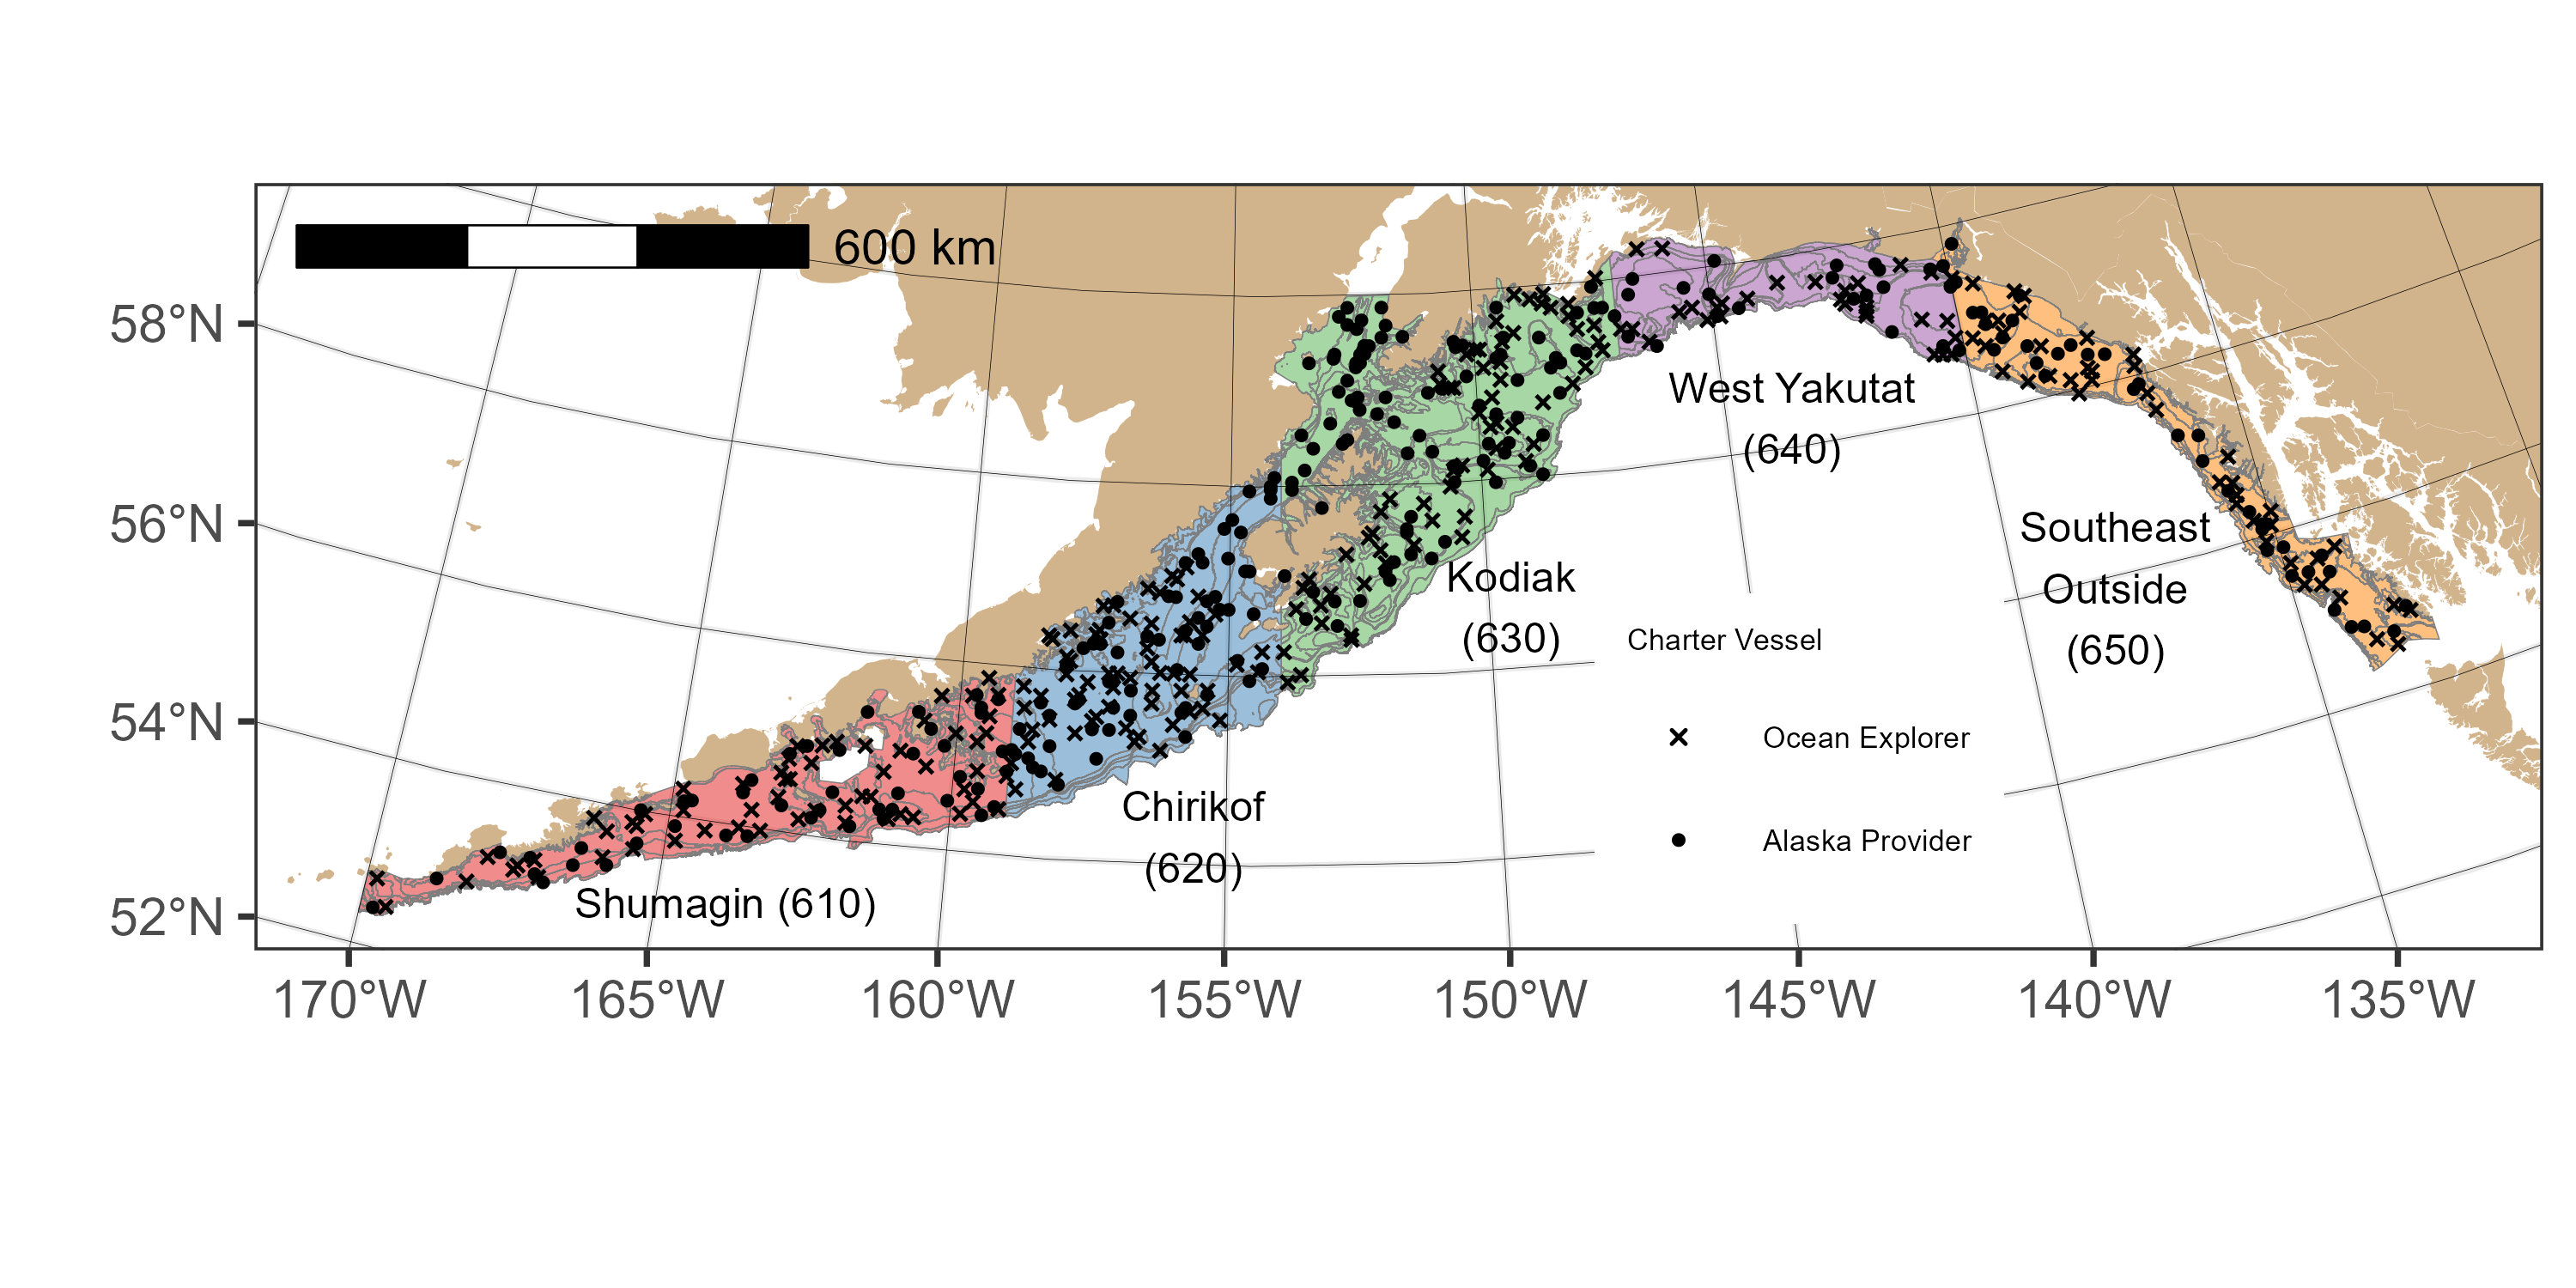 600 km
58°N
56°N
54°N
52°N
West Yakutat
(640)
Southeast
Outside
(650)
Kodiak
(630)
Charter Vessel
Ocean Explorer
Alaska Provider
Chirikof
(620)
Shumagin (610)
170°W
165°W
160°W
155°W
150°W
145°W
140°W
135°W